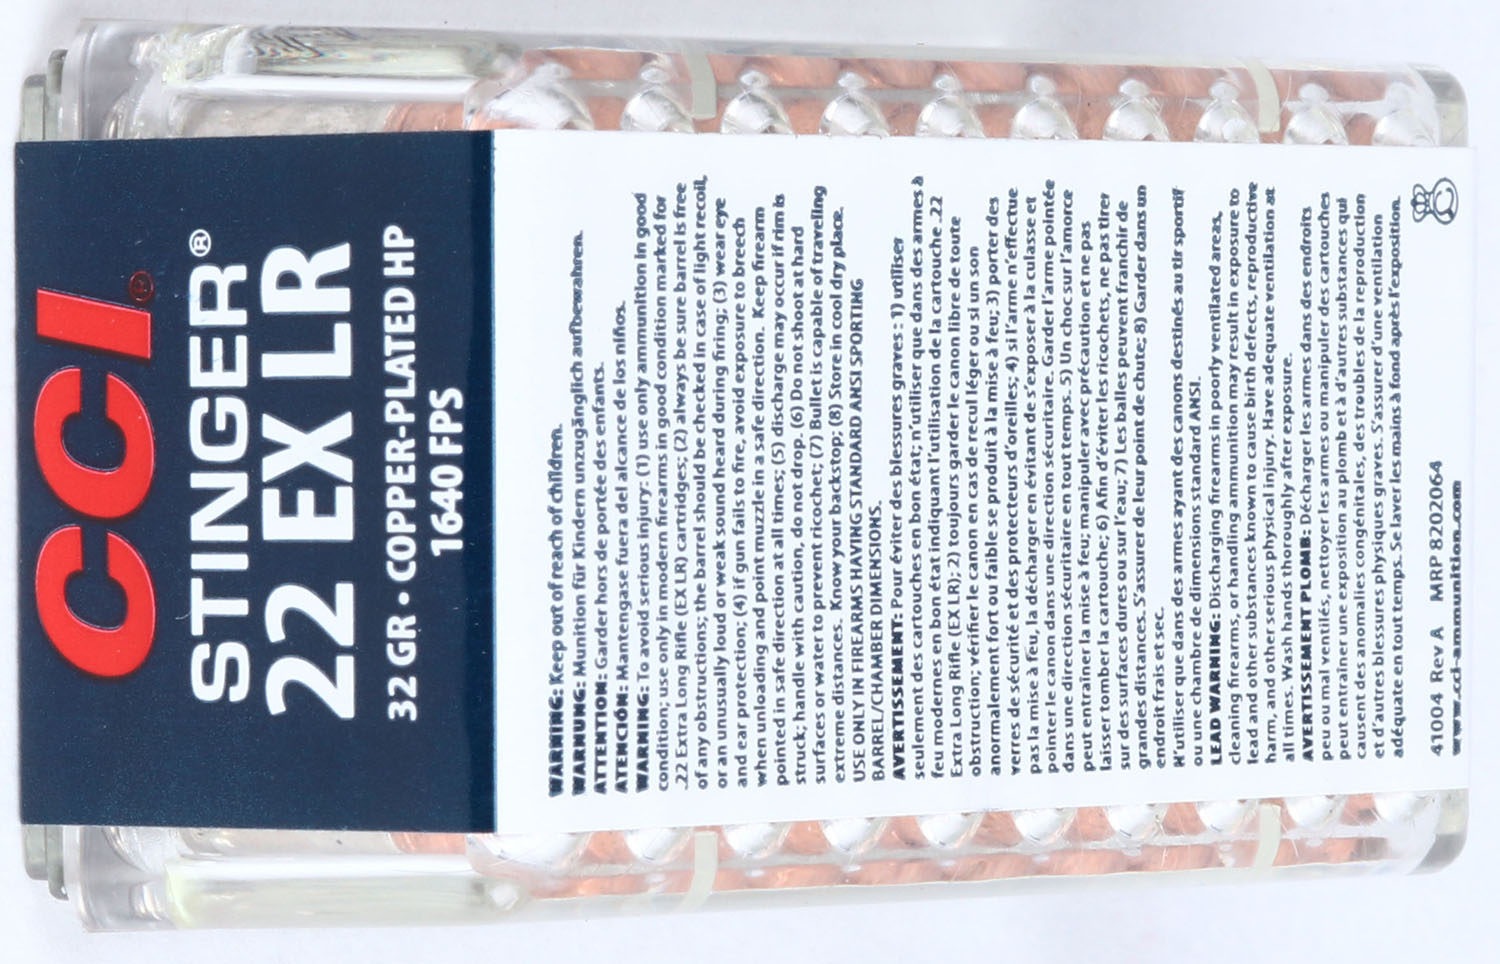 CCI®
STINGER®
22 EX LR
32 GR • COPPER-PLATED HP
1640 FPS
WARNING: Keep out of reach of children.
WARNUNG: Munition für Kindern unzugänglich aufbewahren.
ATTENTION: Garder hors de portée des enfants.
ATENCIÓN: Mantengase fuera del alcance de los niños.
WARNING: To avoid serious injury: (1) use only ammunition in good
condition; use only in modern firearms in good condition marked for
.22 Extra Long Rifle (EX LR) cartridges; (2) always be sure barrel is free
of any obstructions; the barrel should be checked in case of light recoil,
or an unusually loud or weak sound heard during firing; (3) wear eye
and ear protection; (4) if gun fails to fire, avoid exposure to breech
when unloading and point muzzle in a safe direction. Keep firearm
pointed in safe direction at all times; (5) discharge may occur if rim is
struck; handle with caution, do not drop. (6) Do not shoot at hard
surfaces or water to prevent ricochet; (7) Bullet is capable of traveling
extreme distances. Know your backstop; (8) Store in cool dry place.
USE ONLY IN FIREARMS HAVING STANDARD ANSI SPORTING
BARREL/CHAMBER DIMENSIONS.
AVERTISSEMENT: Pour éviter des blessures graves : 1) utiliser
seulement des cartouches en bon état; n'utiliser que dans des armes à
feu modernes en bon état indiquant l'utilisation de la cartouche .22
Extra Long Rifle (EX LR); 2) toujours garder le canon libre de toute
obstruction; vérifier le canon en cas de recul léger ou si un son
anormalement fort ou faible se produit à la mise à feu; 3) porter des
verres de sécurité et des protecteurs d'oreilles; 4) si l'arme n'effectue
pas la mise à feu, la décharger en évitant de s'exposer à la culasse et
pointer le canon dans une direction sécuritaire. Garder l'arme pointée
dans une direction sécuritaire en tout temps. 5) Un choc sur l'amorce
peut entraîner la mise à feu; manipuler avec précaution et ne pas
laisser tomber la cartouche; 6) Afin d'éviter les ricochets, ne pas tirer
sur des surfaces dures ou sur l'eau; 7) Les balles peuvent franchir de
grandes distances. S'assurer de leur point de chute; 8) Garder dans un
endroit frais et sec.
N'utiliser que dans des armes ayant des canons destinés au tir sportif
ou une chambre de dimensions standard ANSI.
LEAD WARNING: Discharging firearms in poorly ventilated areas,
cleaning firearms, or handling ammunition may result in exposure to
lead and other substances known to cause birth defects, reproductive
harm, and other serious physical injury. Have adequate ventilation at
all times. Wash hands thoroughly after exposure.
AVERTISSEMENT PLOMB: Décharger les armes dans des endroits
peu ou mal ventilés, nettoyer les armes ou manipuler des cartouches
peut entraîner une exposition au plomb et à d'autres substances qui
causent des anomalies congénitales, des troubles de la reproduction
et d'autres blessures physiques graves. S'assurer d'une ventilation
adéquate en tout temps. Se laver les mains à fond après l'exposition.
41004 Rev A MRP 8202064
www.cci-ammunition.com
C